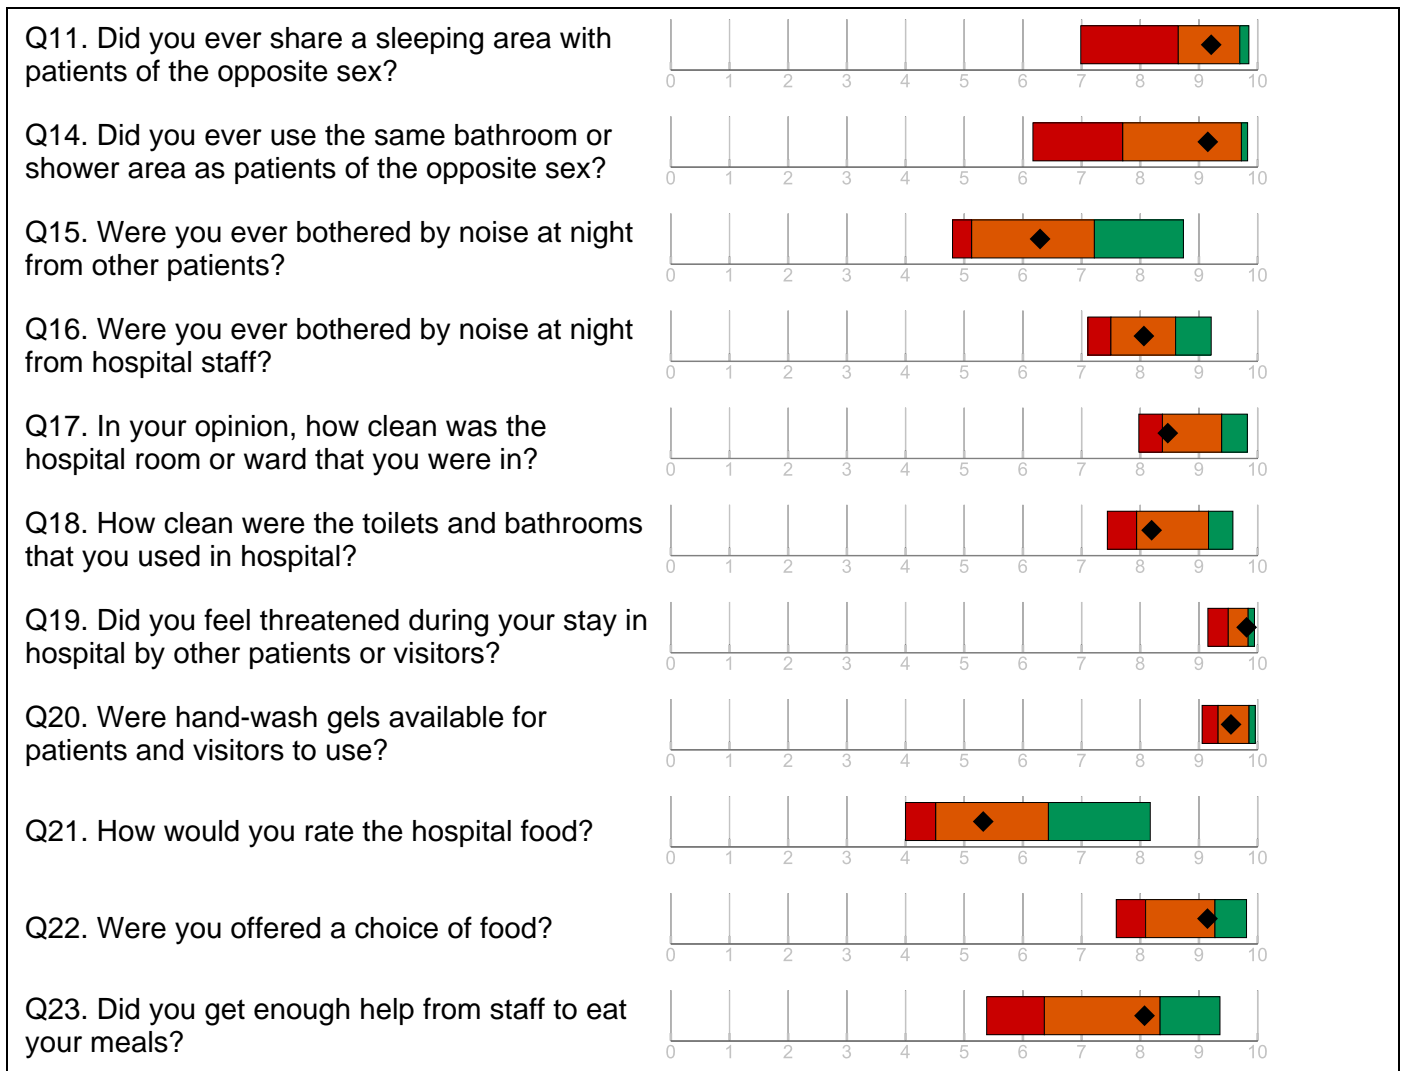 Q11. Did you ever share a sleeping area with
patients of the opposite sex?
0 1 2 3 4 5 6 7 8 9 10
Q14. Did you ever use the same bathroom or
shower area as patients of the opposite sex?
0 1 2 3 4 5 6 7 8 9 10
Q15. Were you ever bothered by noise at night
from other patients?
0 1 2 3 4 5 6 7 8 9 10
Q16. Were you ever bothered by noise at night
from hospital staff?
0 1 2 3 4 5 6 7 8 9 10
Q17. In your opinion, how clean was the
hospital room or ward that you were in?
0 1 2 3 4 5 6 7 8 9 10
Q18. How clean were the toilets and bathrooms
that you used in hospital?
0 1 2 3 4 5 6 7 8 9 10
Q19. Did you feel threatened during your stay in
hospital by other patients or visitors?
0 1 2 3 4 5 6 7 8 9 10
Q20. Were hand-wash gels available for
patients and visitors to use?
0 1 2 3 4 5 6 7 8 9 10
Q21. How would you rate the hospital food?
0 1 2 3 4 5 6 7 8 9 10
Q22. Were you offered a choice of food?
0 1 2 3 4 5 6 7 8 9 10
Q23. Did you get enough help from staff to eat
your meals?
0 1 2 3 4 5 6 7 8 9 10